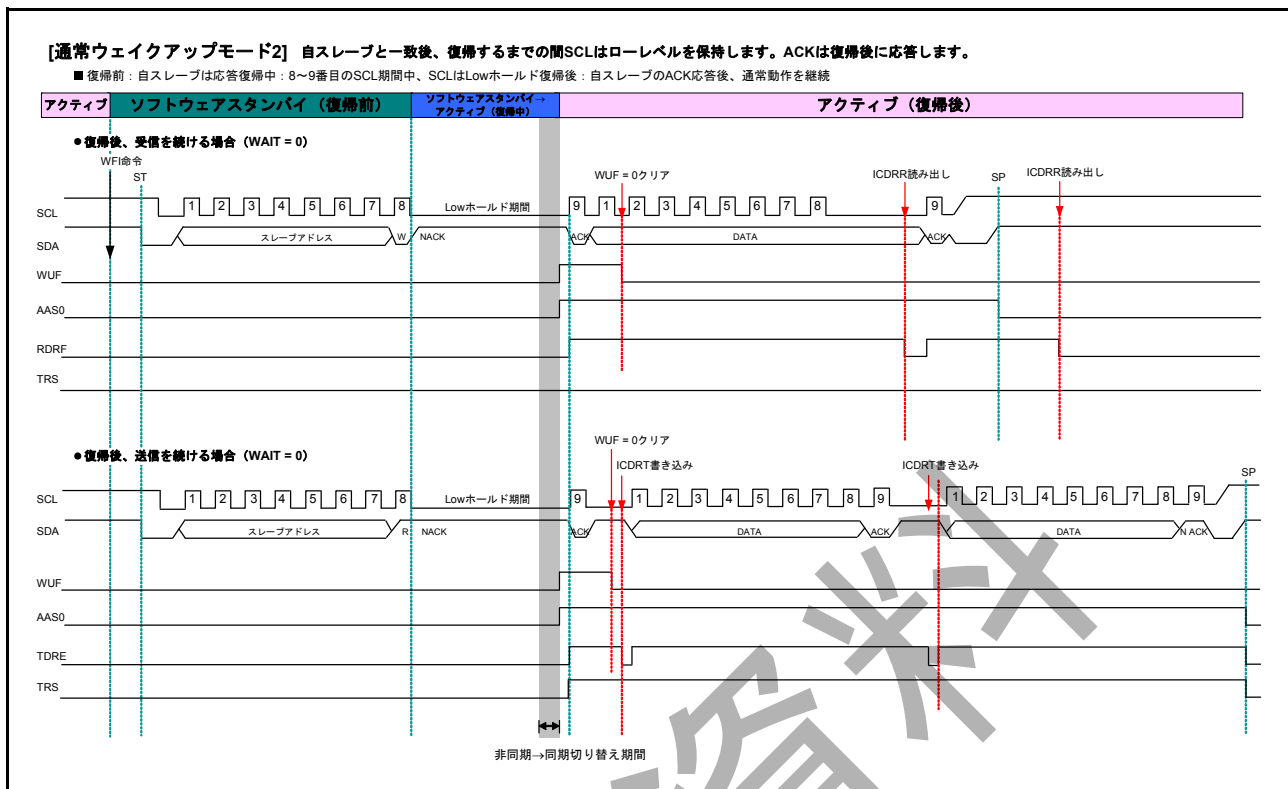 [通常ウェイクアップモード2] 自スレーブと一致後、復帰するまでの間SCLはローレベルを保持します。ACKは復帰後に応答します。
■ 復帰前：自スレーブは応答復帰中：8～9番目のSCL期間中、SCLはLowホールド復帰後：自スレーブのACK応答後、通常動作を継続
アクティブ ソフトウェアスタンバイ（復帰前） ソフトウェアスタンバイ→アクティブ（復帰中） アクティブ（復帰後）
● 復帰後、受信を続ける場合（WAIT = 0）
WFI命令
ST
WUF = 0クリア
ICDRR読み出し
SP
ICDRR読み出し
SCL 1 2 3 4 5 6 7 8 Lowホールド期間 9 1 2 3 4 5 6 7 8 9
SDA スレーブアドレス W NACK ACK DATA ACK
WUF
AAS0
RDRF
TRS
● 復帰後、送信を続ける場合（WAIT = 0）
WUF = 0クリア
ICDRT書き込み
ICDRT書き込み
SP
SCL 1 2 3 4 5 6 7 8 Lowホールド期間 9 1 2 3 4 5 6 7 8 9 1 2 3 4 5 6 7 8 9
SDA スレーブアドレス R NACK ACK DATA ACK DATA N ACK
WUF
AAS0
TDRE
TRS
非同期→同期切り替え期間
資料